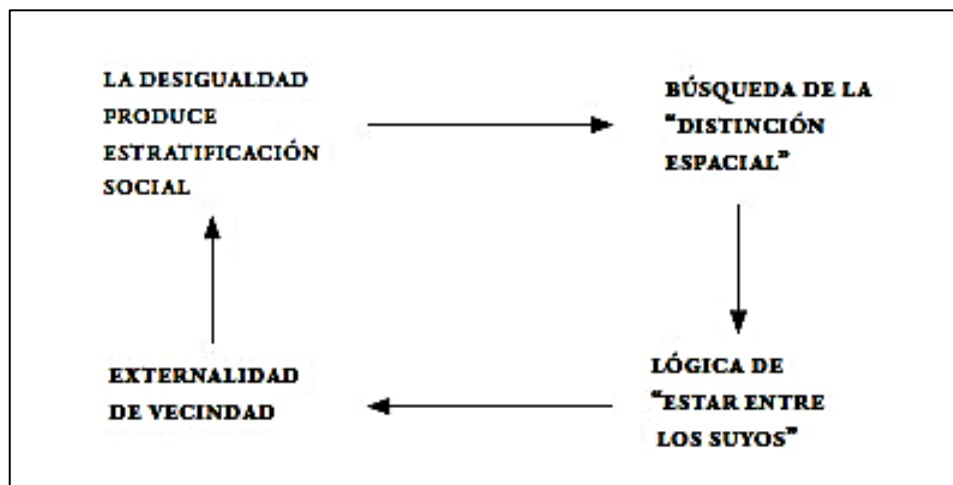 LA DESIGUALDAD
PRODUCE
ESTRATIFICACIÓN
SOCIAL
BÚSQUEDA DE LA
“DISTINCIÓN
ESPACIAL”
LÓGICA DE
“ESTAR ENTRE
LOS SUYOS”
EXTERNALIDAD
DE VECINDAD